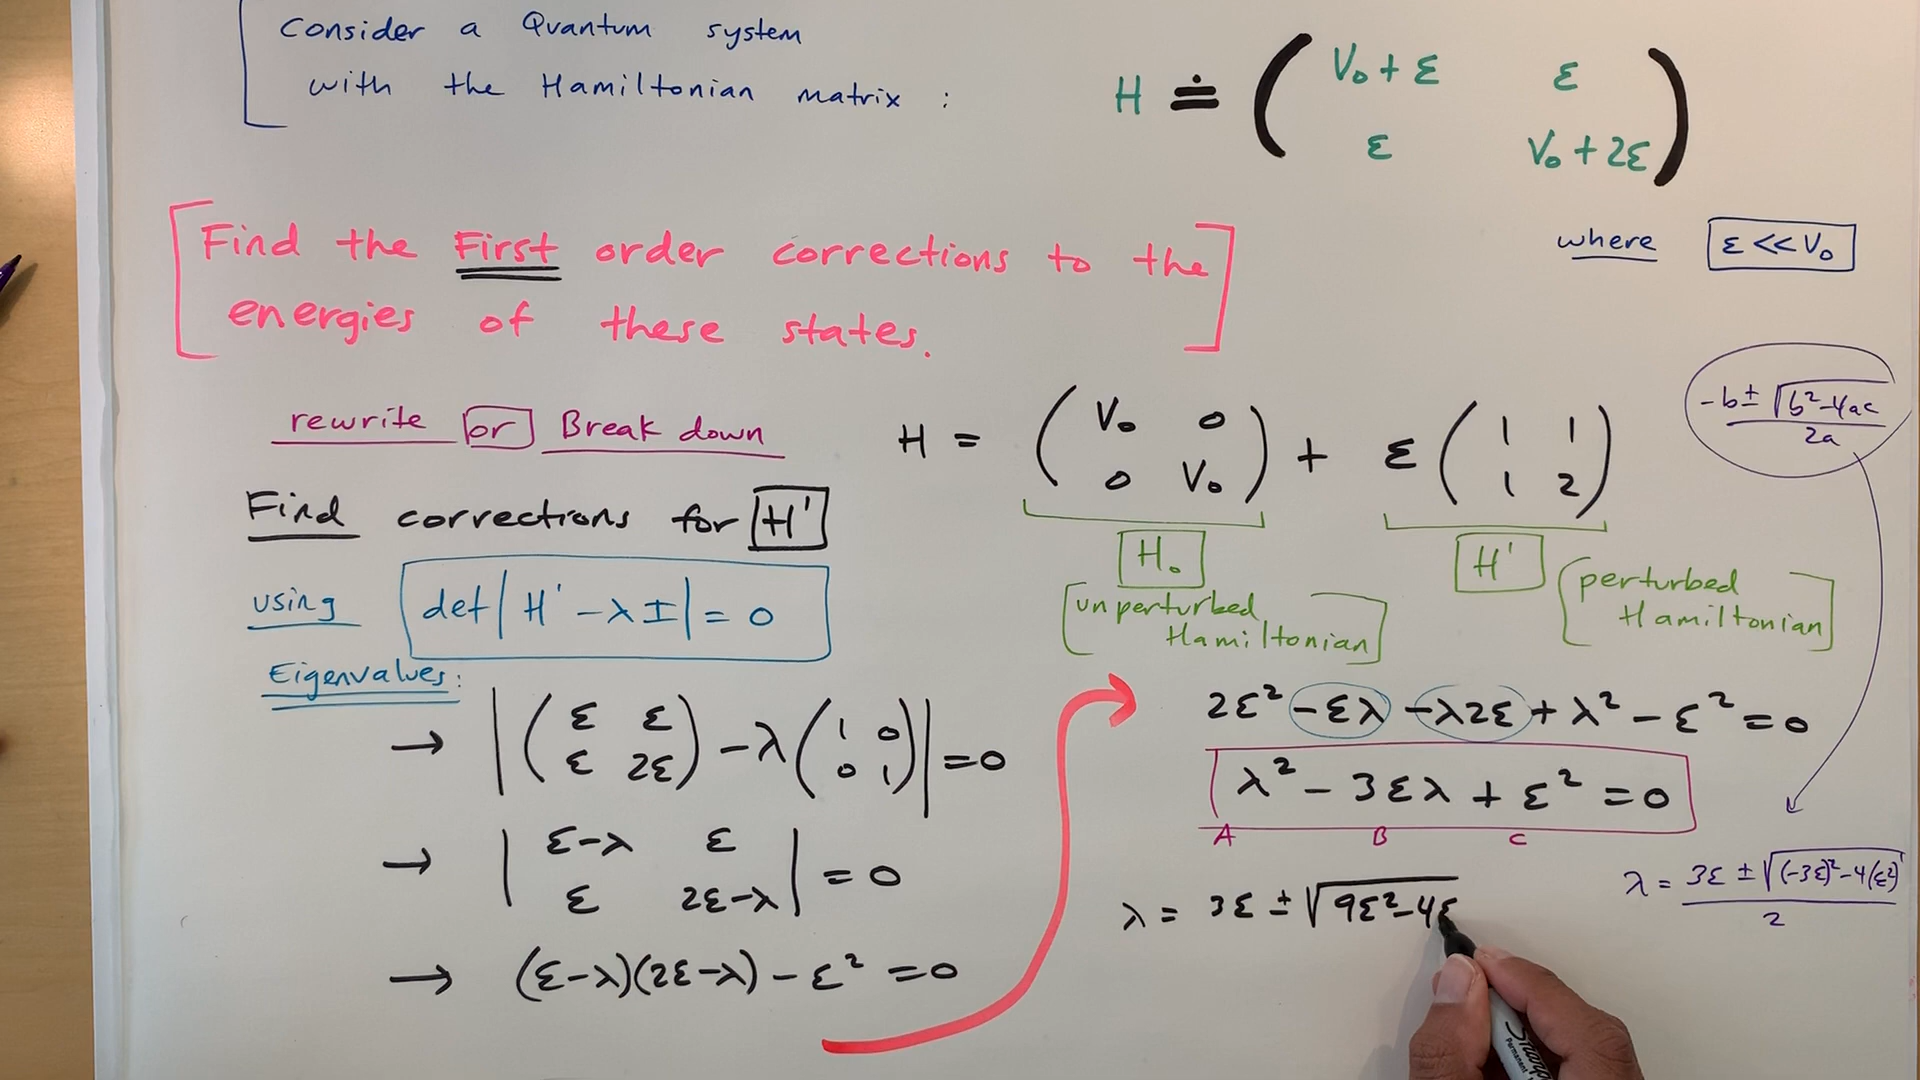 Consider a Quantum system
with the Hamiltonian matrix :
H ≐ ( V₀ + ε   ε
ε   V₀ + 2ε )
where ε << V₀
[Find the First order corrections to the
energies of these states.]
rewrite or Break down
H = ( V₀ 0
0 V₀ ) + ε ( 1 1
1 2 )
-b ± √b² - 4ac
2a
H₀
H'
[unperturbed
Hamiltonian]
[perturbed
Hamiltonian]
Find corrections for H'
using det | H' - λI | = 0
Eigenvalues:
→ | ( ε ε
ε 2ε ) - λ ( 1 0
0 1 ) | = 0
→ | ε-λ ε
ε 2ε-λ | = 0
→ (ε-λ)(2ε-λ) - ε² = 0
2ε² - ελ - λ2ε + λ² - ε² = 0
λ² - 3ελ + ε² = 0
A B C
λ = 3ε ± √(-3ε)² - 4(ε²)
2
λ = 3ε ± √9ε² - 4ε
Permanent